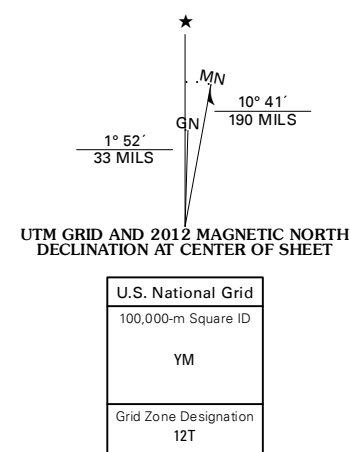 ★
MN
10° 41´
190 MILS
GN
1° 52´
33 MILS
UTM GRID AND 2012 MAGNETIC NORTH
DECLINATION AT CENTER OF SHEET
U.S. National Grid
100,000-m Square ID
YM
Grid Zone Designation
12T